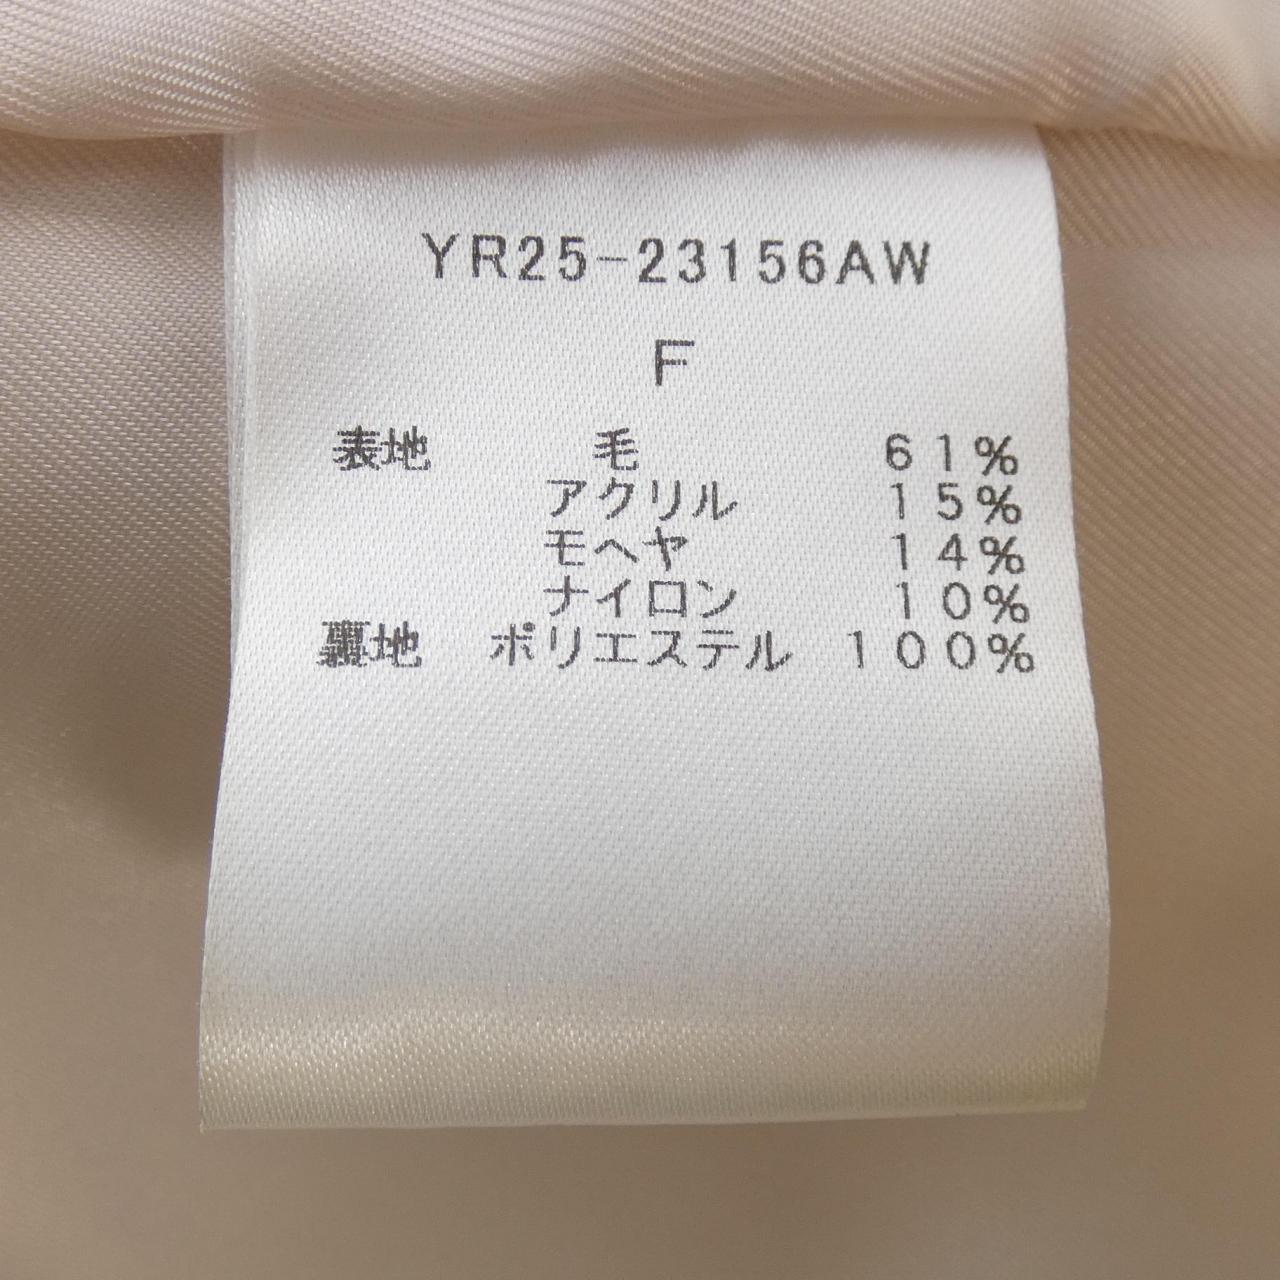 YR25-23156AW
F
表地 毛 61%
アクリル 15%
モヘヤ 14%
ナイロン 10%
裏地 ポリエステル 100%